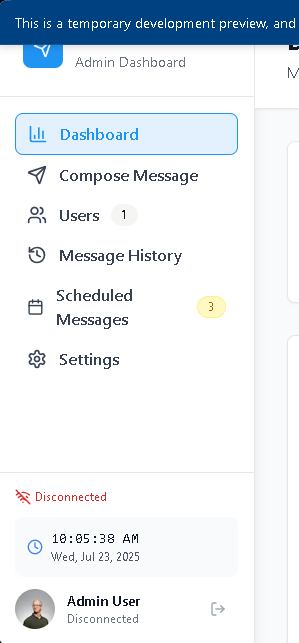 This is a temporary development preview, and
Admin Dashboard
Dashboard
Compose Message
Users 1
Message History
Scheduled
Messages
3
Settings
Disconnected
10:05:38 AM
Wed, Jul 23, 2025
Admin User
Disconnected